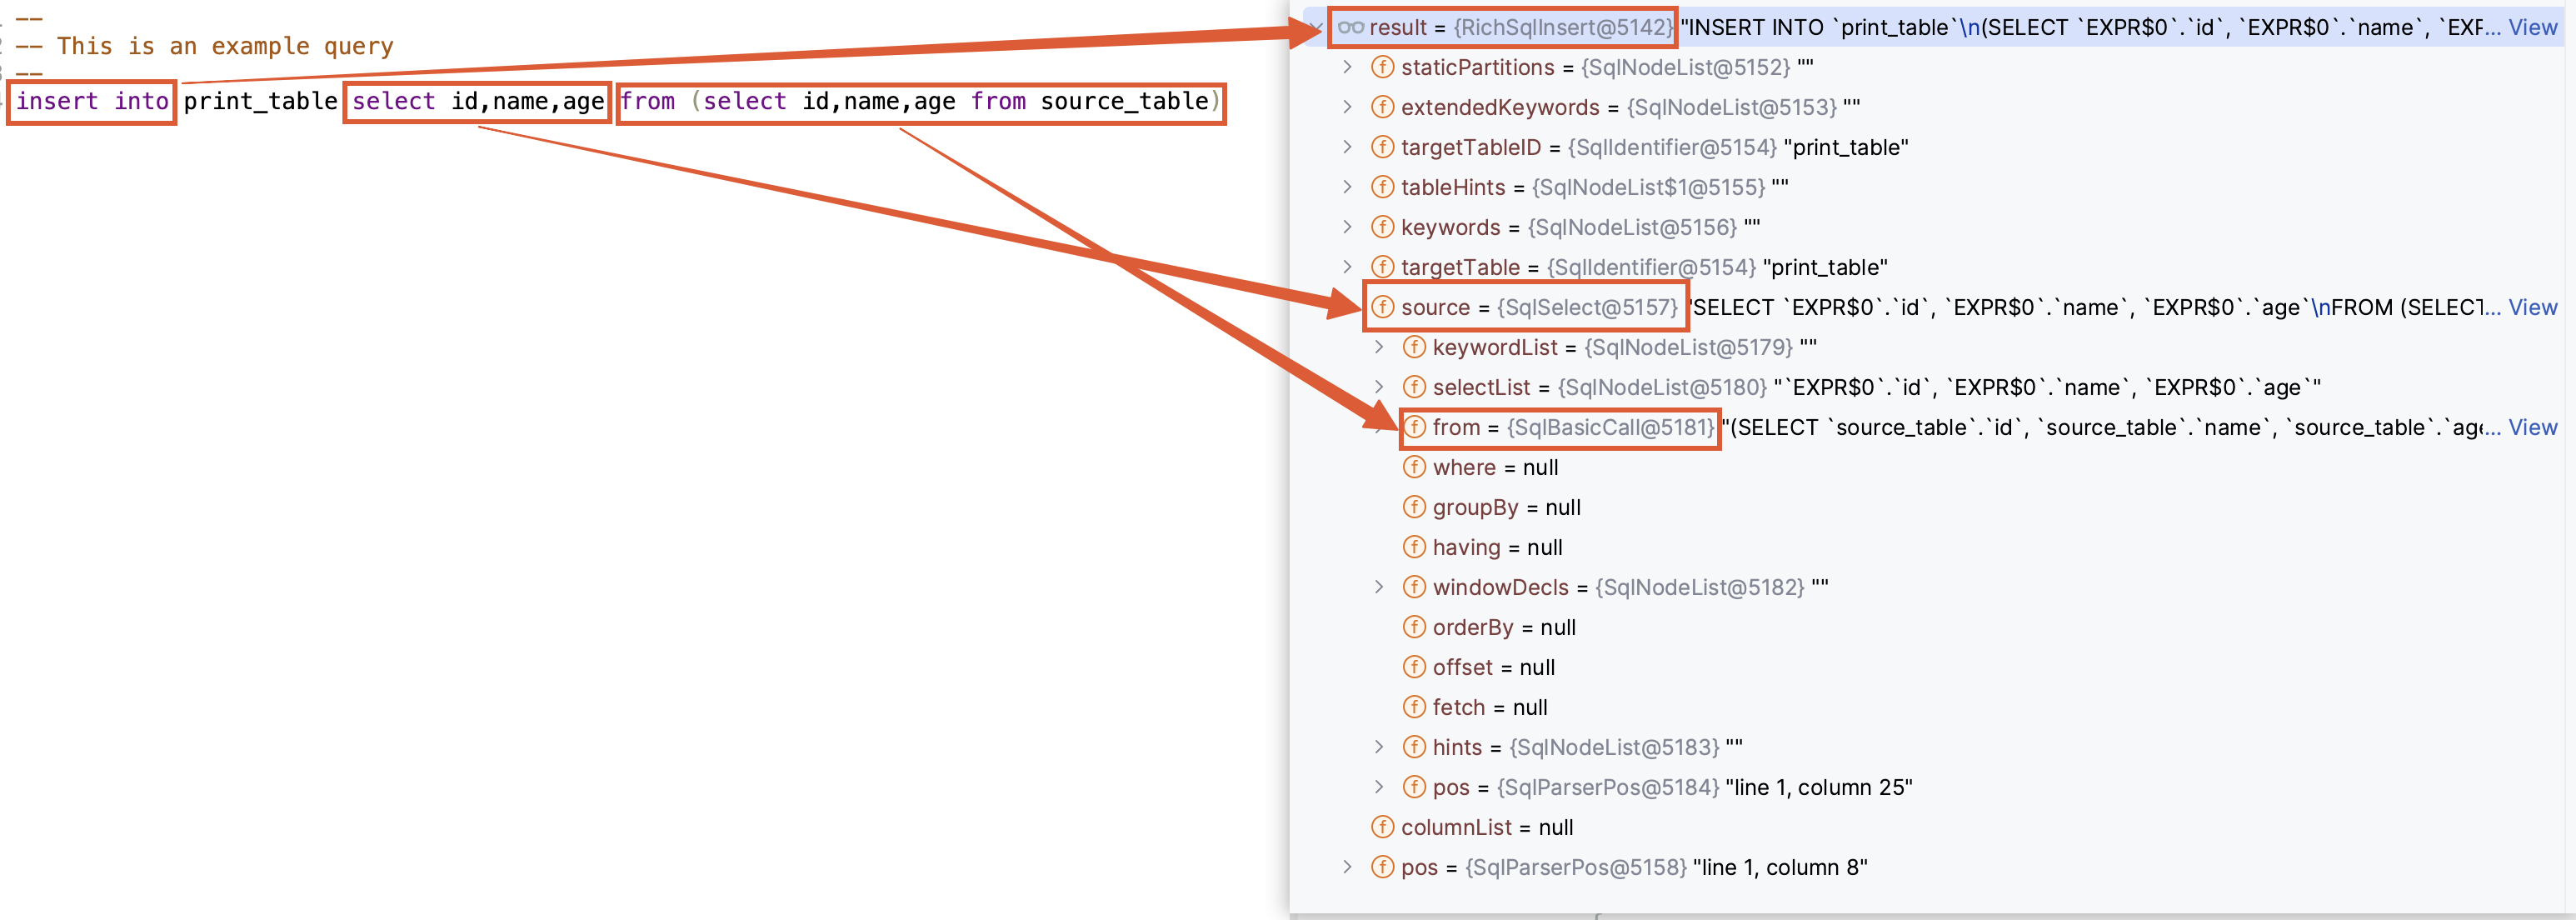 --
-- This is an example query
--
insert into print_table select id,name,age from (select id,name,age from source_table)
result = {RichSqlInsert@5142} "INSERT INTO `print_table`\n(SELECT `EXPR$0`.`id`, `EXPR$0`.`name`, `EXF... View
staticPartitions = {SqlNodeList@5152} ""
extendedKeywords = {SqlNodeList@5153} ""
targetTableID = {SqlIdentifier@5154} "print_table"
tableHints = {SqlNodeList$1@5155} ""
keywords = {SqlNodeList@5156} ""
targetTable = {SqlIdentifier@5154} "print_table"
source = {SqlSelect@5157} "SELECT `EXPR$0`.`id`, `EXPR$0`.`name`, `EXPR$0`.`age`\nFROM (SELECT... View
keywordList = {SqlNodeList@5179} ""
selectList = {SqlNodeList@5180} "`EXPR$0`.`id`, `EXPR$0`.`name`, `EXPR$0`.`age`"
from = {SqlBasicCall@5181} "(SELECT `source_table`.`id`, `source_table`.`name`, `source_table`.`age... View
where = null
groupBy = null
having = null
windowDecls = {SqlNodeList@5182} ""
orderBy = null
offset = null
fetch = null
hints = {SqlNodeList@5183} ""
pos = {SqlParserPos@5184} "line 1, column 25"
columnList = null
pos = {SqlParserPos@5158} "line 1, column 8"